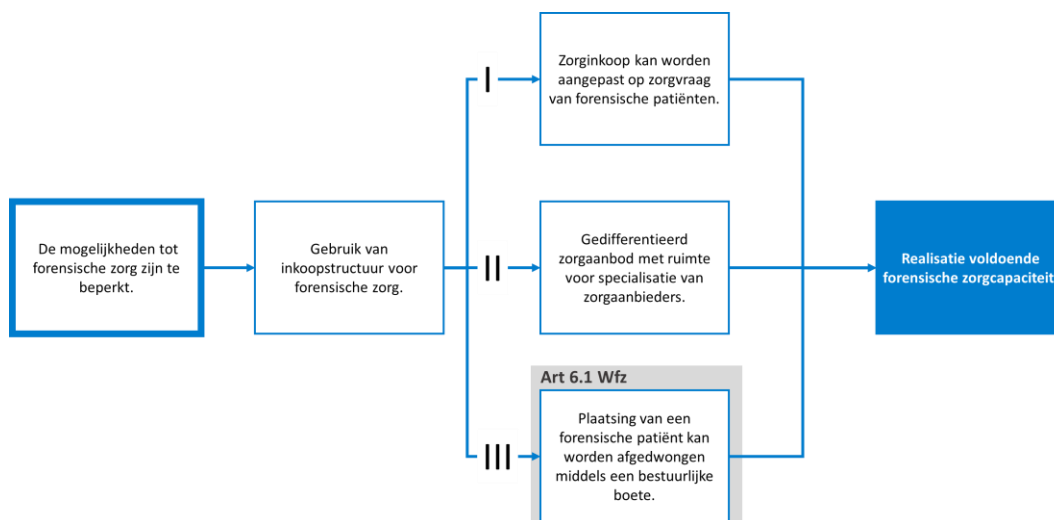 I
Zorginkoop kan worden
aangepast op zorgvraag
van forensische patiënten.
De mogelijkheden tot
forensische zorg zijn te
beperkt.
Gebruik van
inkoopstructuur voor
forensische zorg.
II
Gedifferentieerd
zorgaanbod met ruimte
voor specialisatie van
zorgaanbieders.
Realisatie voldoende
forensische zorgcapaciteit
Art 6.1 Wfz
III
Plaatsing van een
forensische patiënt kan
worden afgedwongen
middels een bestuurlijke
boete.